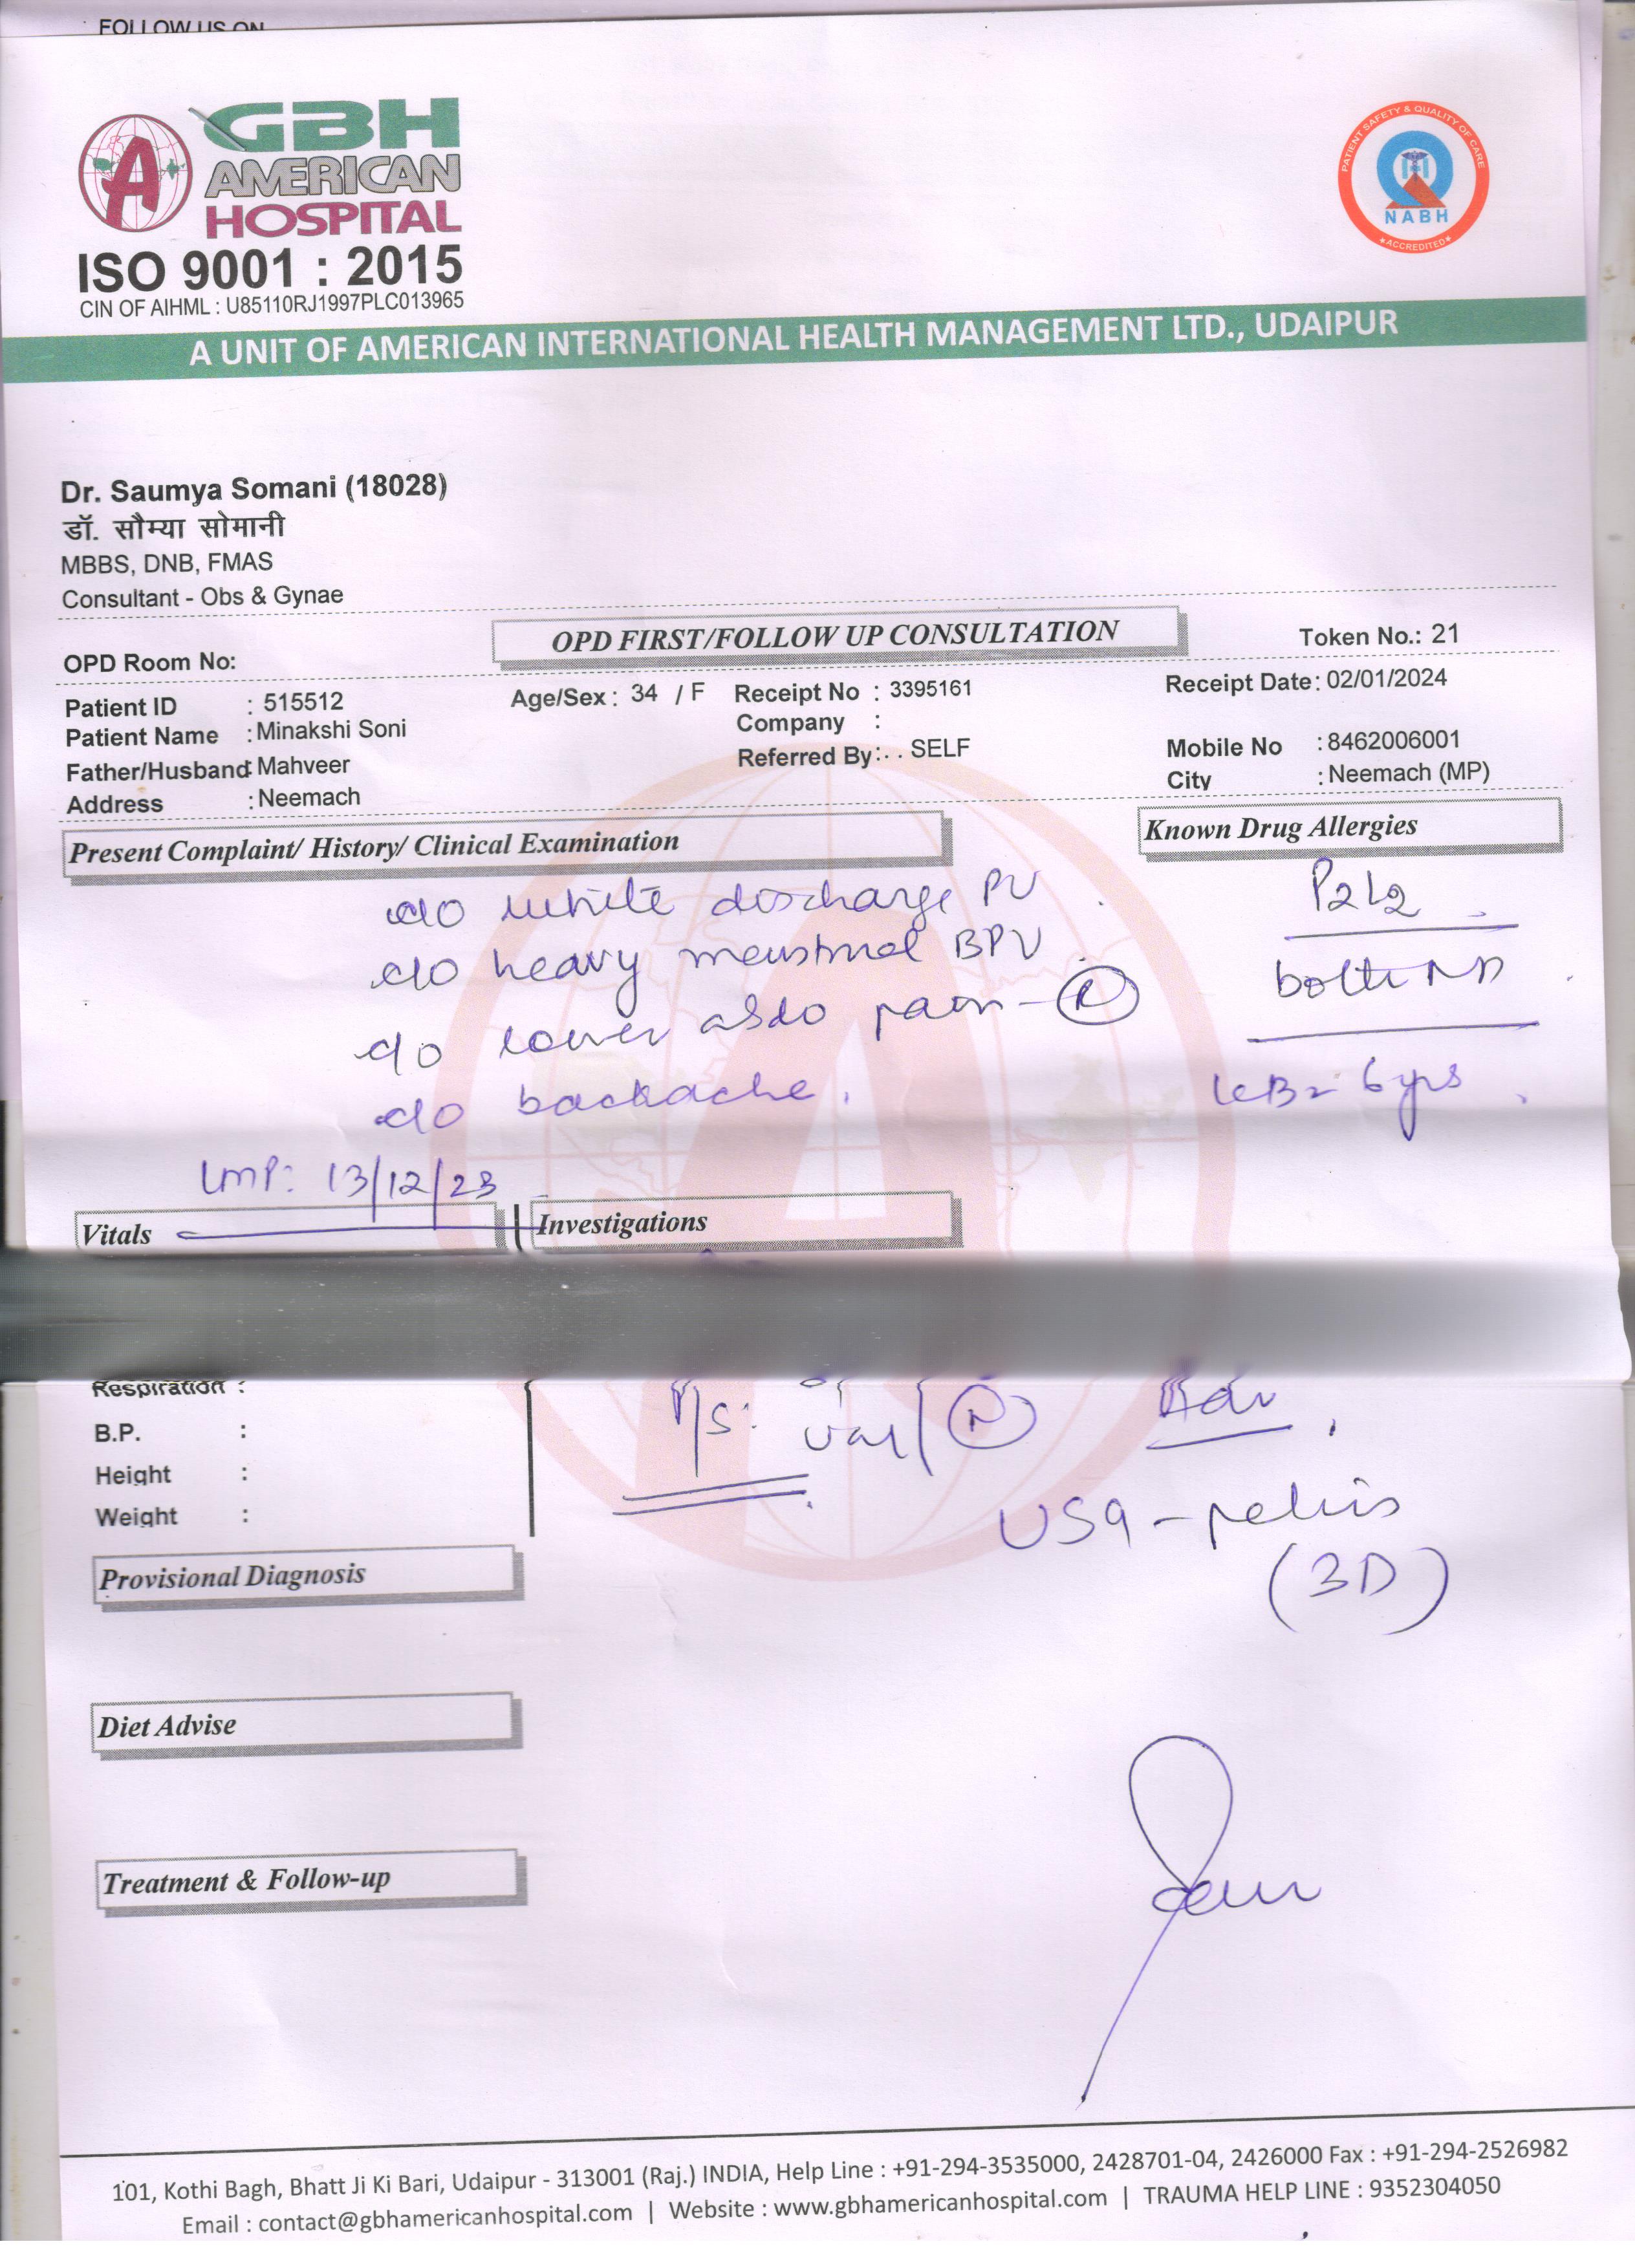 FOLLOW US ON
GBH
AMERICAN
HOSPITAL
ISO 9001 : 2015
CIN OF AIHML : U85110RJ1997PLC013965
PATIENT SAFETY & QUALITY OF CARE
NABH
ACCREDITED
A UNIT OF AMERICAN INTERNATIONAL HEALTH MANAGEMENT LTD., UDAIPUR
Dr. Saumya Somani (18028)
डॉ. सौम्या सोमानी
MBBS, DNB, FMAS
Consultant - Obs & Gynae
OPD FIRST/FOLLOW UP CONSULTATION
Token No.: 21
OPD Room No:
Patient ID : 515512 Age/Sex : 34 / F Receipt No : 3395161 Receipt Date: 02/01/2024
Patient Name : Minakshi Soni Company :
Father/Husband: Mahveer Referred By:. . SELF Mobile No : 8462006001
Address : Neemach City : Neemach (MP)
Present Complaint/ History/ Clinical Examination
Known Drug Allergies
c/o white discharge PV
P2L2
c/o heavy menstrual BPV
both ND
c/o lower abdo pain - R
c/o backache.
LCB - 6 yrs
LMP: 13/12/23
Vitals
Investigations
Respiration :
P/S: Adv
B.P. :
Height :
Weight :
USG - pelvis
(3D)
Provisional Diagnosis
Diet Advise
Treatment & Follow-up
101, Kothi Bagh, Bhatt Ji Ki Bari, Udaipur - 313001 (Raj.) INDIA, Help Line : +91-294-3535000, 2428701-04, 2426000 Fax : +91-294-2526982
Email : contact@gbhamericanhospital.com | Website : www.gbhamericanhospital.com | TRAUMA HELP LINE : 9352304050